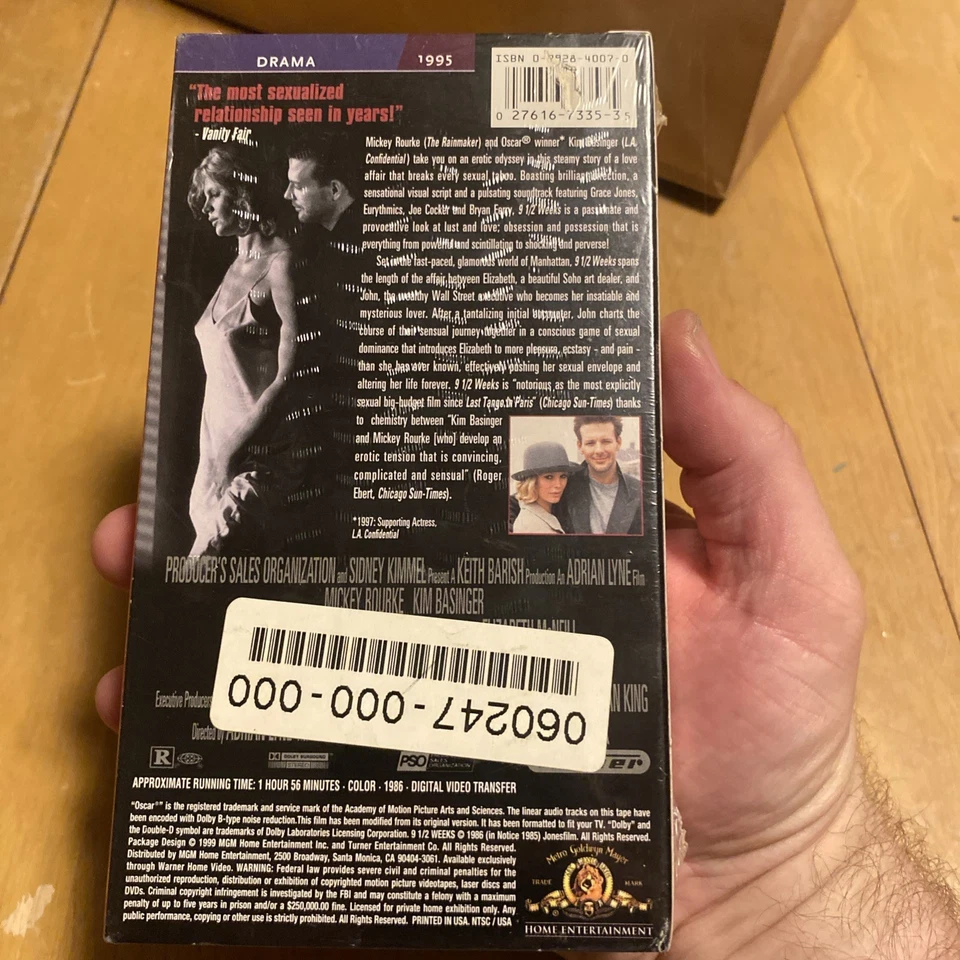 DRAMA 1995
ISBN 0-7928-4007-0
0 27616-7335-3 5
"The most sexualized
relationship seen in years!"
- Vanity Fair
Mickey Rourke (The Rainmaker) and Oscar® winner* Kim Basinger (L.A.
Confidential) take you on an erotic odyssey in this steamy story of a love
affair that breaks every sexual taboo. Boasting brilliant direction, a
sensational visual script and a pulsating soundtrack featuring Grace Jones,
Eurythmics, Joe Cocker and Bryan Ferry, 9 1/2 Weeks is a passionate and
provocative look at lust and love; obsession and possession that is
everything from powerful and scintillating to shocking and perverse!
Set in the fast-paced, glamorous world of Manhattan, 9 1/2 Weeks spans
the length of the affair between Elizabeth, a beautiful Soho art dealer, and
John, the wealthy Wall Street executive who becomes her insatiable and
mysterious lover. After a tantalizing initial encounter, John charts the
course of their sensual journey together in a conscious game of sexual
dominance that introduces Elizabeth to more pleasure, ecstasy - and pain -
than she has ever known, effectively pushing her sexual envelope and
altering her life forever. 9 1/2 Weeks is "notorious as the most explicitly
sexual big-budget film since Last Tango in Paris" (Chicago Sun-Times) thanks
to chemistry between "Kim Basinger
and Mickey Rourke [who] develop an
erotic tension that is convincing,
complicated and sensual" (Roger
Ebert, Chicago Sun-Times).
*1997: Supporting Actress,
L.A. Confidential
PRODUCER'S SALES ORGANIZATION and SIDNEY KIMMEL Present A KEITH BARISH Production An ADRIAN LYNE Film
MICKEY ROURKE KIM BASINGER
ELIZABETH McNEILL
060247-000-000
Executive Producers
AN KING
Directed by ADRIAN LYNE
R DOLBY SURROUND PSO SALES ORGANIZATION
APPROXIMATE RUNNING TIME: 1 HOUR 56 MINUTES · COLOR · 1986 · DIGITAL VIDEO TRANSFER
"Oscar®" is the registered trademark and service mark of the Academy of Motion Picture Arts and Sciences. The linear audio tracks on this tape have
been encoded with Dolby B-type noise reduction. This film has been modified from its original version. It has been formatted to fit your TV. "Dolby" and
the Double-D symbol are trademarks of Dolby Laboratories Licensing Corporation. 9 1/2 WEEKS © 1986 (in Notice 1985) Jonesfilm. All Rights Reserved.
Package Design © 1999 MGM Home Entertainment Inc. and Turner Entertainment Co. All Rights Reserved.
Distributed by MGM Home Entertainment, 2500 Broadway, Santa Monica, CA 90404-3061. Available exclusively
through Warner Home Video. WARNING: Federal law provides severe civil and criminal penalties for the
unauthorized reproduction, distribution or exhibition of copyrighted motion picture videotapes, laser discs and
DVDs. Criminal copyright infringement is investigated by the FBI and may constitute a felony with a maximum
penalty of up to five years in prison and/or a $250,000.00 fine. Licensed for private home exhibition only. Any
public performance, copying or other use is strictly prohibited. All Rights Reserved. PRINTED IN USA. NTSC / USA
Metro Goldwyn Mayer
TRADE MARK
HOME ENTERTAINMENT